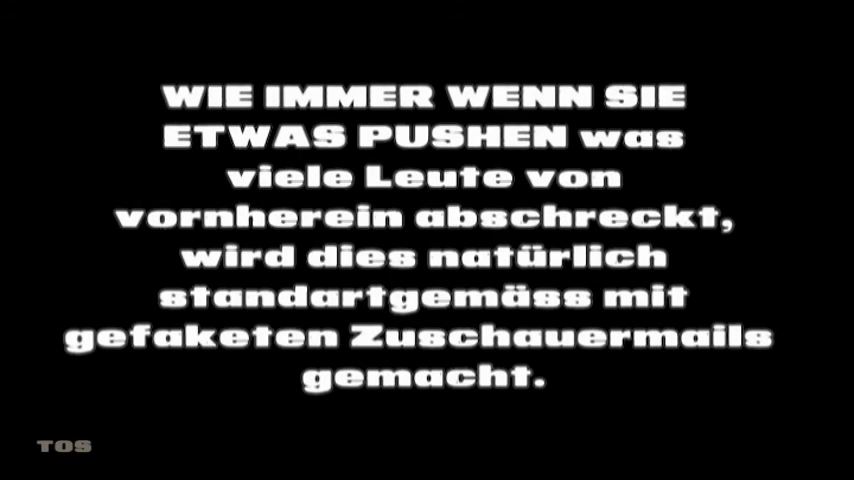 WIE IMMER WENN SIE
ETWAS PUSHEN was
viele Leute von
vornherein abschreckt,
wird dies natürlich
standartgemäss mit
gefaketen Zuschauermails
gemacht.
TOS